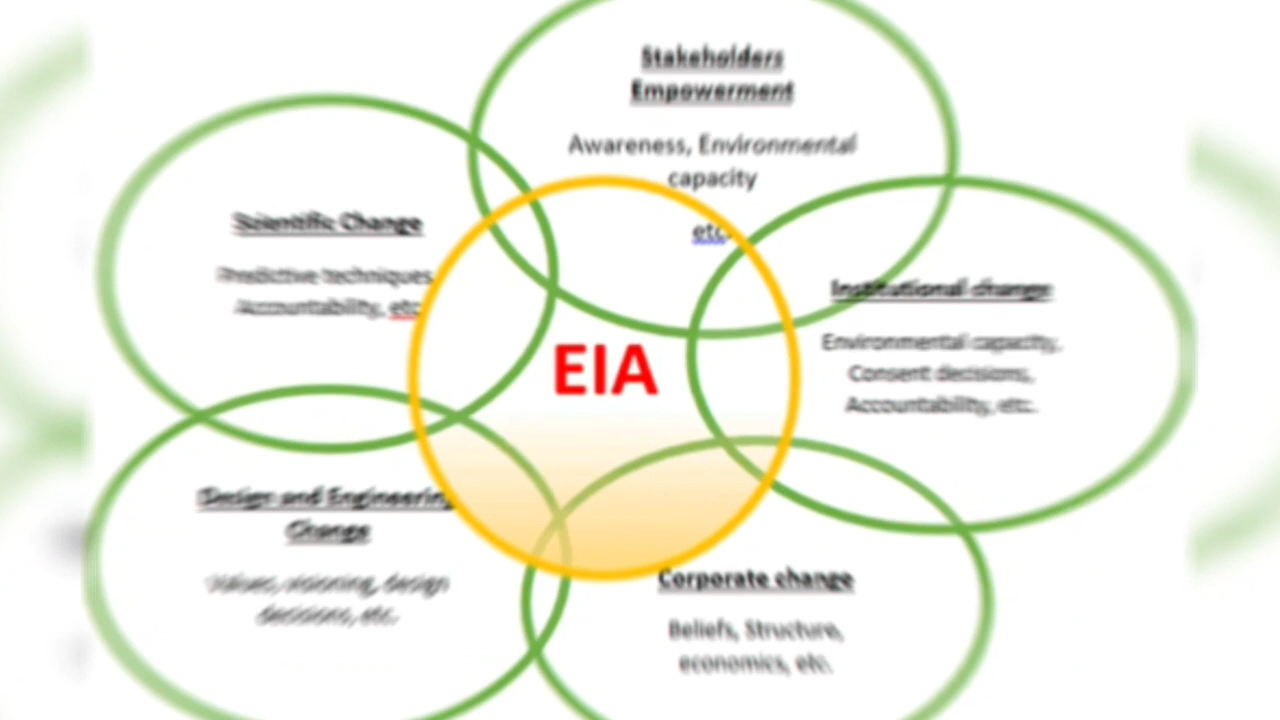 Stakeholders
Empowerment
Awareness, Environmental
capacity
etc.
Scientific Change
Predictive techniques,
Accountability, etc
Institutional change
Environmental capacity,
Consent decisions,
Accountability, etc.
EIA
Design and Engineering
Change
Values, visioning, design
decisions, etc.
Corporate change
Beliefs, Structure,
economics, etc.